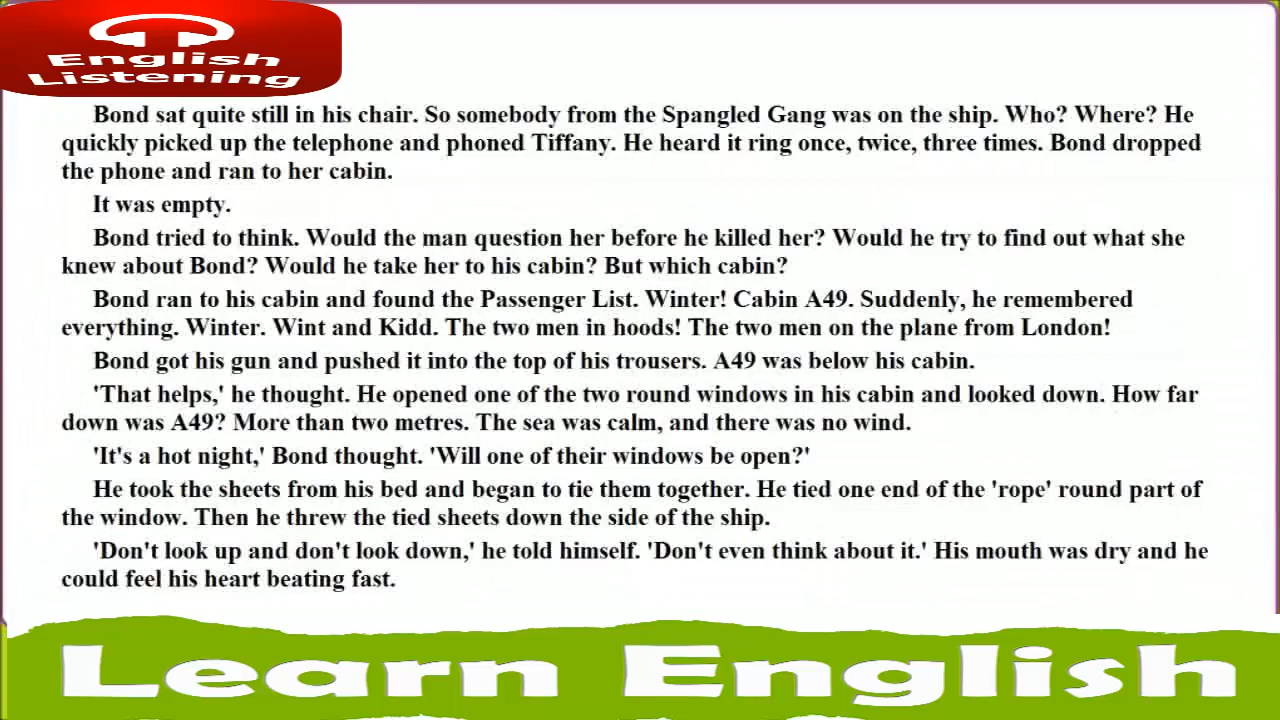 English
Listening
Bond sat quite still in his chair. So somebody from the Spangled Gang was on the ship. Who? Where? He
quickly picked up the telephone and phoned Tiffany. He heard it ring once, twice, three times. Bond dropped
the phone and ran to her cabin.
It was empty.
Bond tried to think. Would the man question her before he killed her? Would he try to find out what she
knew about Bond? Would he take her to his cabin? But which cabin?
Bond ran to his cabin and found the Passenger List. Winter! Cabin A49. Suddenly, he remembered
everything. Winter. Wint and Kidd. The two men in hoods! The two men on the plane from London!
Bond got his gun and pushed it into the top of his trousers. A49 was below his cabin.
'That helps,' he thought. He opened one of the two round windows in his cabin and looked down. How far
down was A49? More than two metres. The sea was calm, and there was no wind.
'It's a hot night,' Bond thought. 'Will one of their windows be open?'
He took the sheets from his bed and began to tie them together. He tied one end of the 'rope' round part of
the window. Then he threw the tied sheets down the side of the ship.
'Don't look up and don't look down,' he told himself. 'Don't even think about it.' His mouth was dry and he
could feel his heart beating fast.
Learn English